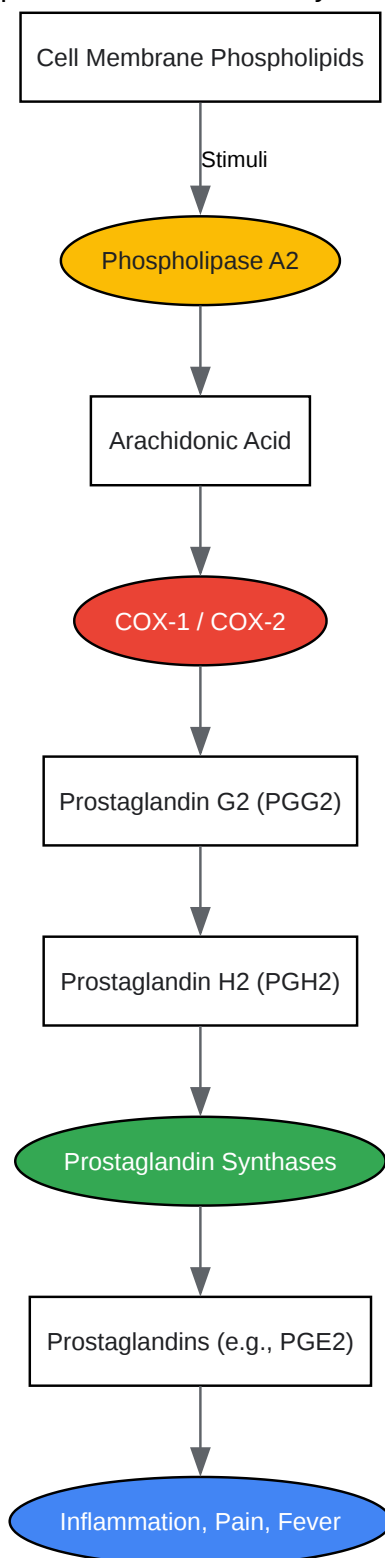 Cell Membrane Phospholipids
Stimuli
Phospholipase A2
Arachidonic Acid
COX-1 / COX-2
Prostaglandin G2 (PGG2)
Prostaglandin H2 (PGH2)
Prostaglandin Synthases
Prostaglandins (e.g., PGE2)
Inflammation, Pain, Fever